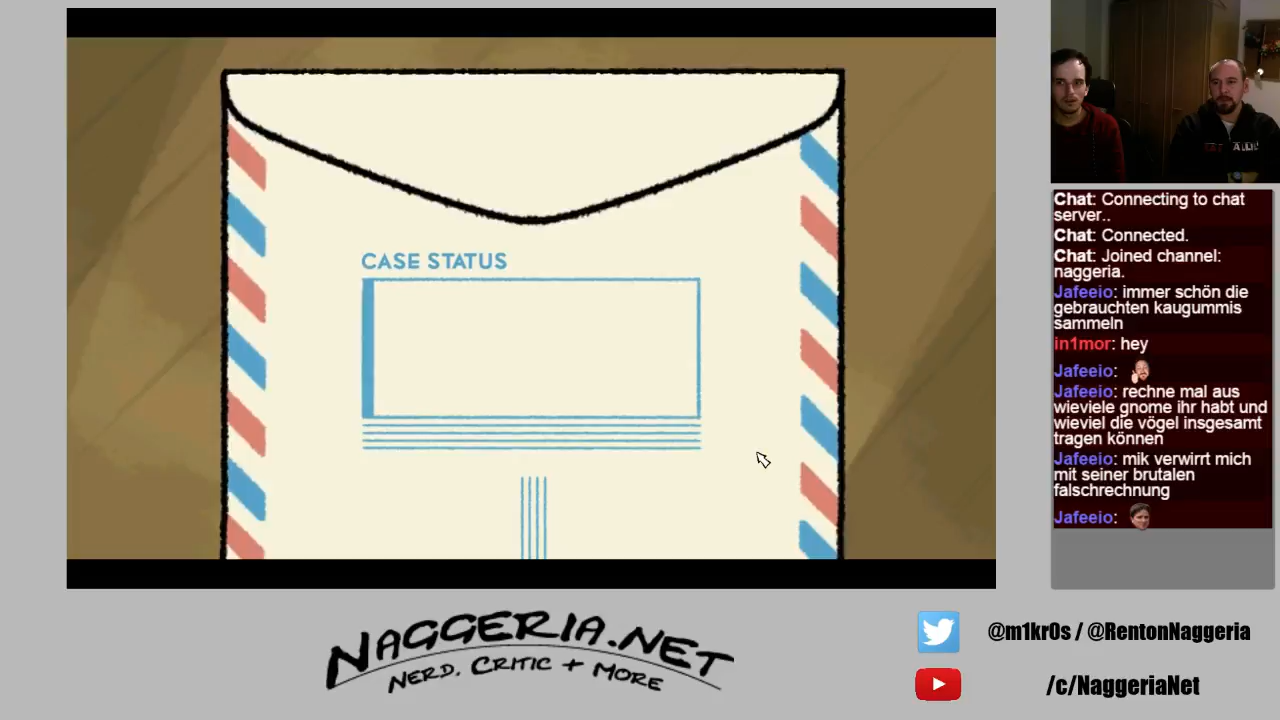 CASE STATUS
Chat: Connecting to chat
server..
Chat: Connected.
Chat: Joined channel:
naggeria.
Jafeeio: immer schön die
gebrauchten kaugummis
sammeln
in1mor: hey
Jafeeio:
Jafeeio: rechne mal aus
wieviele gnome ihr habt und
wieviel die vögel insgesamt
tragen können
Jafeeio: mik verwirrt mich
mit seiner brutalen
falschrechnung
Jafeeio:
NAGGERIA.NET
NERD, CRITIC + MORE
@m1kr0s / @RentonNaggeria
/c/NaggeriaNet